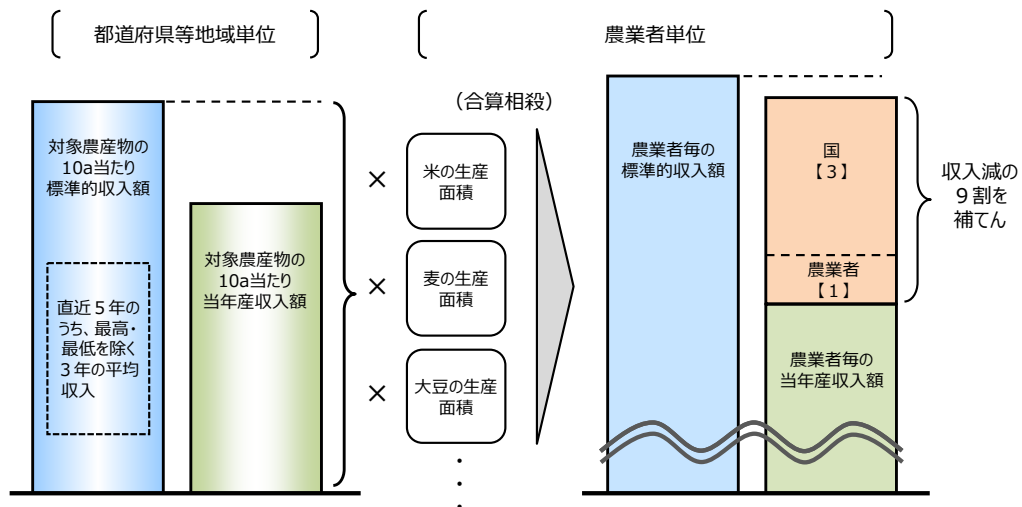 都道府県等地域単位
農業者単位
対象農産物の
10a当たり
標準的収入額
直近５年の
うち、最高・
最低を除く
３年の平均
収入
対象農産物の
10a当たり
当年産収入額
（合算相殺）
×
米の生産
面積
×
麦の生産
面積
×
大豆の生産
面積
・
・
・
農業者毎の
標準的収入額
国
【３】
農業者
【１】
農業者毎の
当年産収入額
収入減の
９割を
補てん